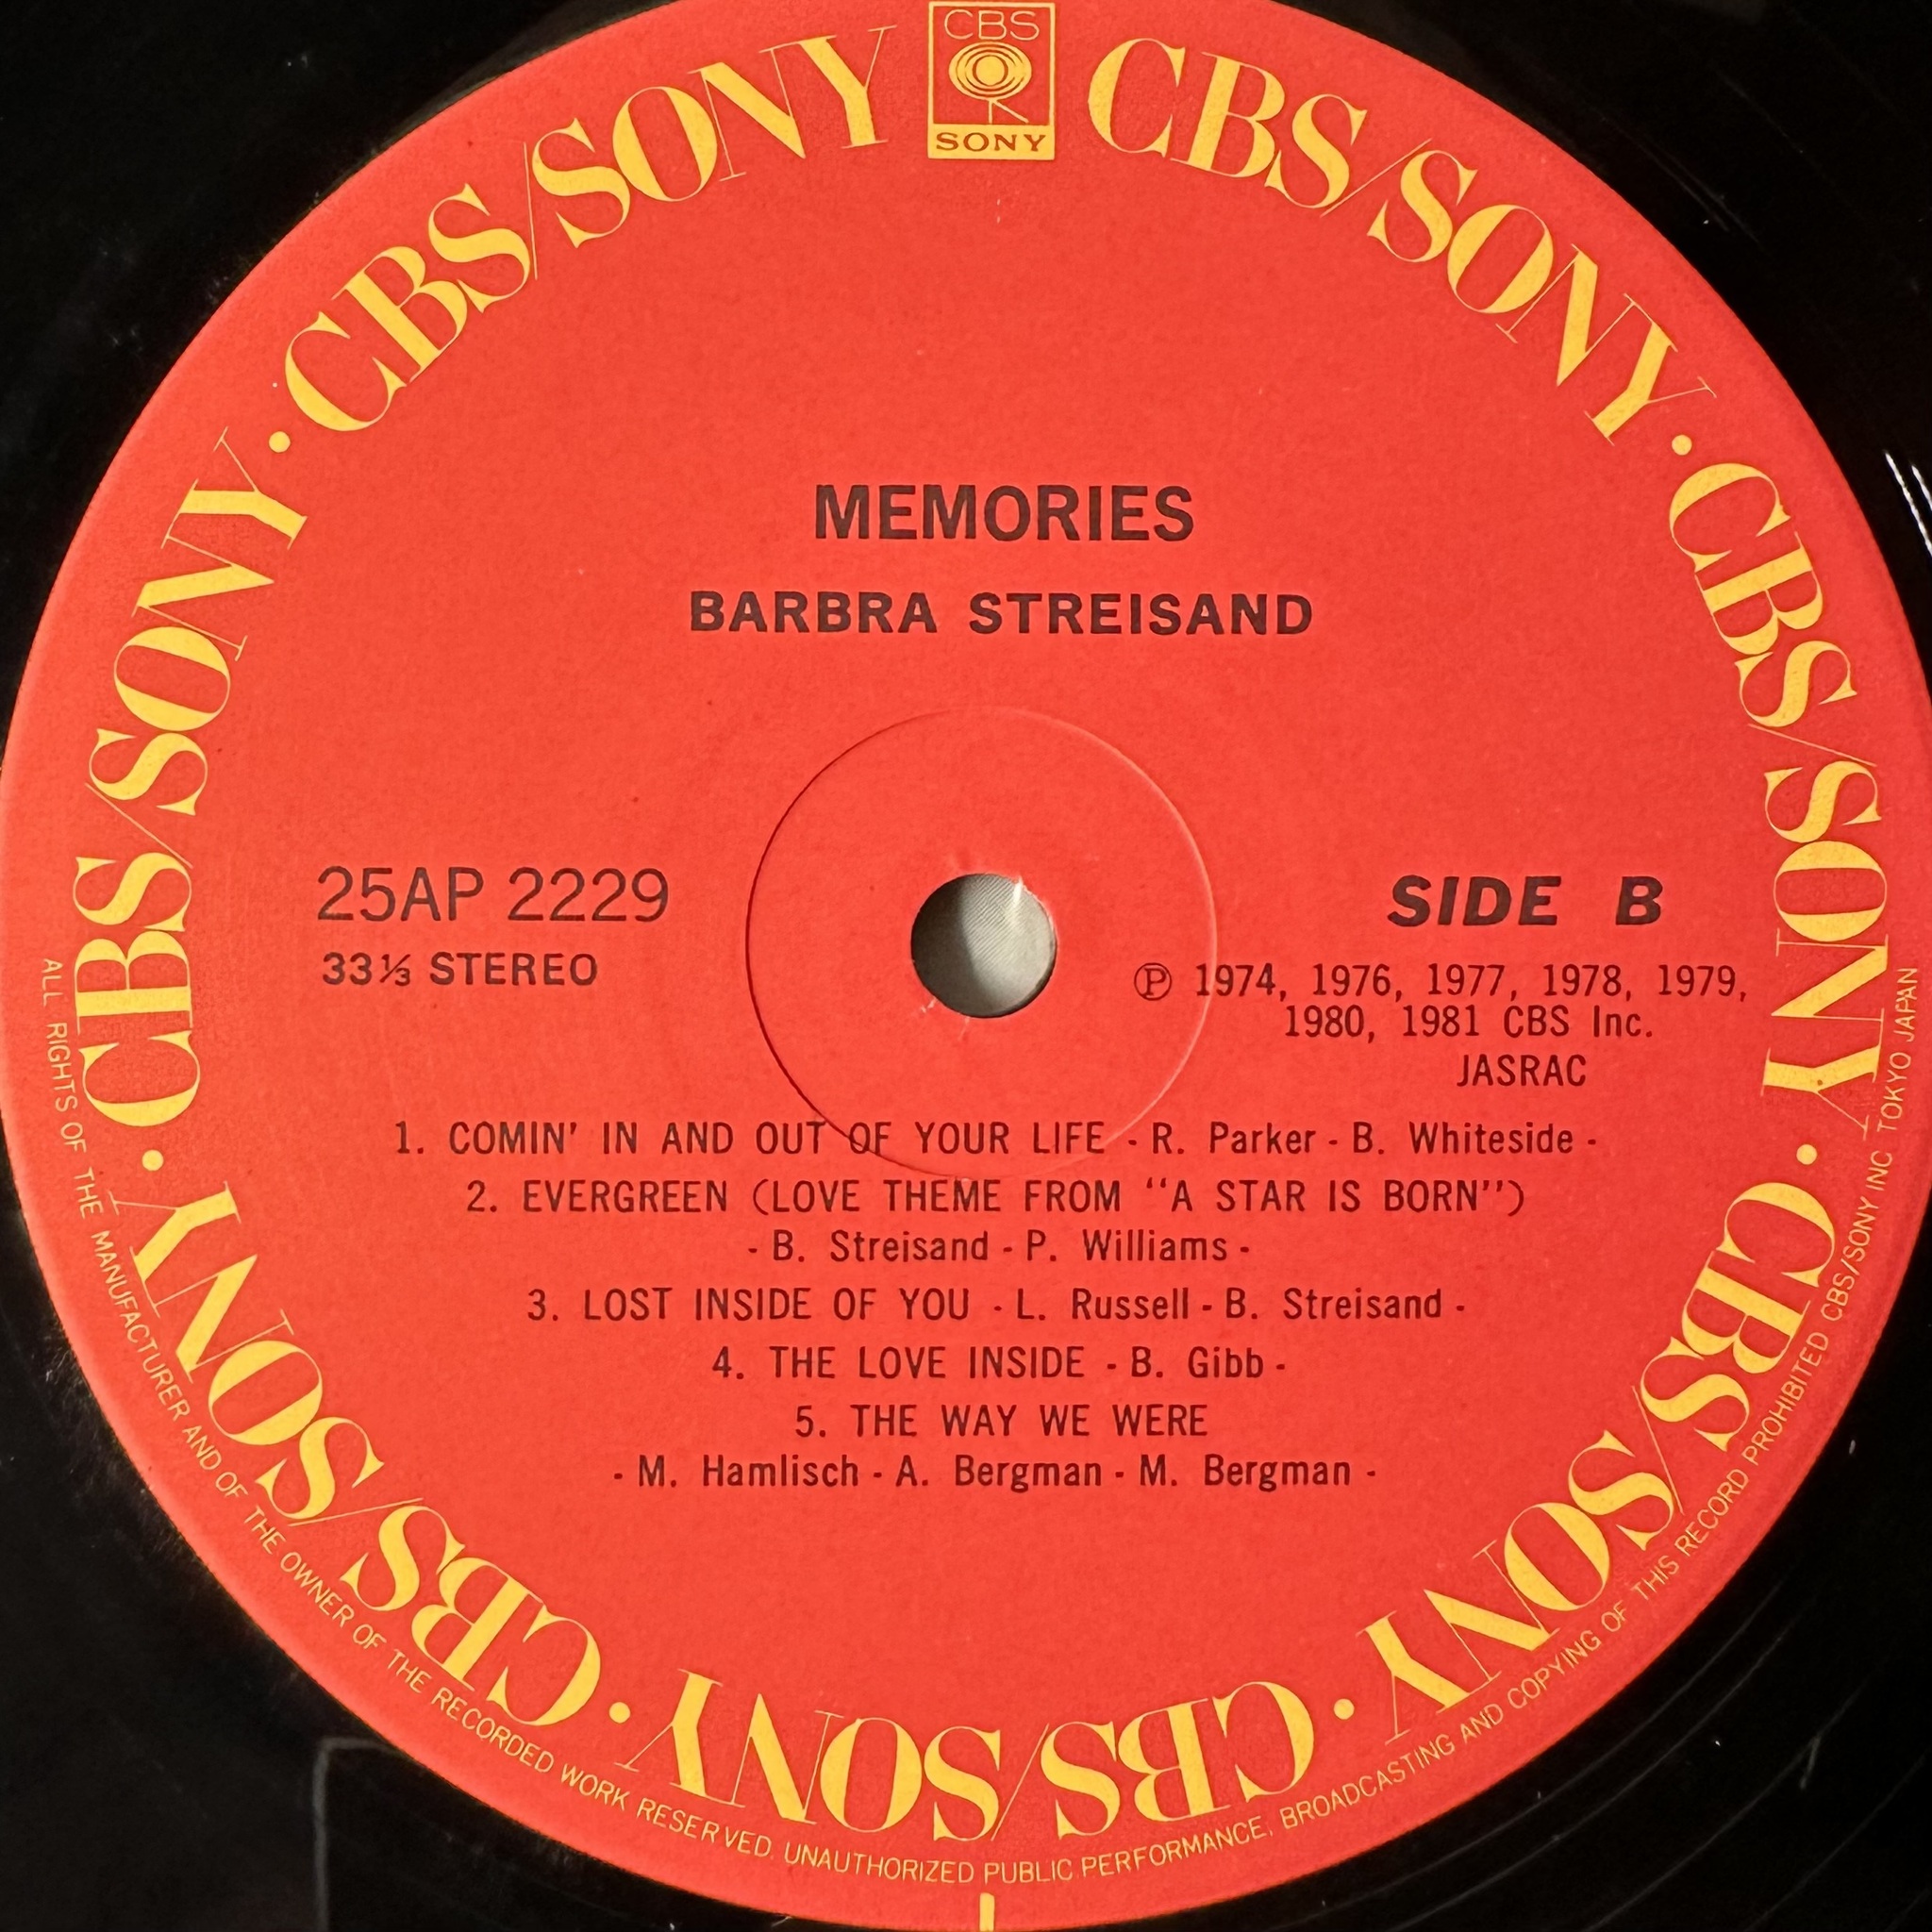 CBS
SONY
CBS/SONY · CBS/SONY · CBS/SONY · CBS/SONY · CBS/SONY · CBS/SONY · CBS/SONY
MEMORIES
BARBRA STREISAND
25AP 2229
33⅓ STEREO
SIDE B
℗ 1974, 1976, 1977, 1978, 1979,
1980, 1981 CBS Inc.
JASRAC
1. COMIN' IN AND OUT OF YOUR LIFE - R. Parker - B. Whiteside -
2. EVERGREEN (LOVE THEME FROM "A STAR IS BORN")
- B. Streisand - P. Williams -
3. LOST INSIDE OF YOU - L. Russell - B. Streisand -
4. THE LOVE INSIDE - B. Gibb -
5. THE WAY WE WERE
- M. Hamlisch - A. Bergman - M. Bergman -
ALL RIGHTS OF THE MANUFACTURER AND OF THE OWNER OF THE RECORDED WORK RESERVED. UNAUTHORIZED PUBLIC PERFORMANCE, BROADCASTING AND COPYING OF THIS RECORD PROHIBITED CBS/SONY INC TOKYO JAPAN